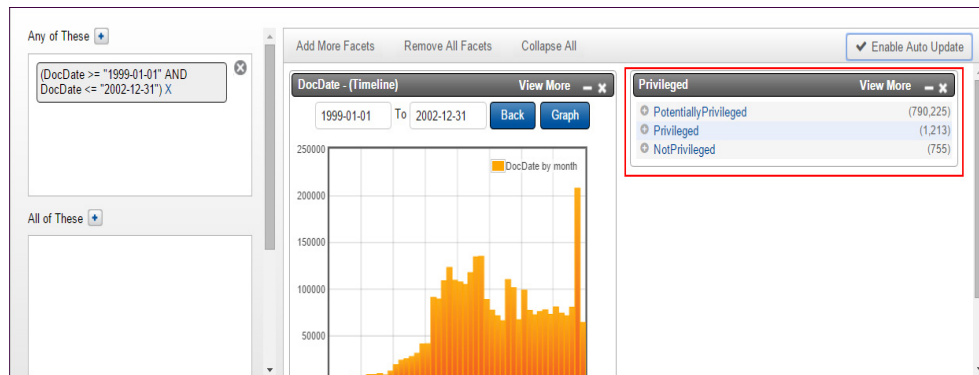 Any of These
(DocDate >= "1999-01-01" AND
DocDate <= "2002-12-31") X
All of These
Add More Facets Remove All Facets Collapse All
Enable Auto Update
DocDate - (Timeline) View More
1999-01-01 To 2002-12-31 Back Graph
250000
DocDate by month
200000
150000
100000
50000
Privileged View More
PotentiallyPrivileged (790,225)
Privileged (1,213)
NotPrivileged (755)